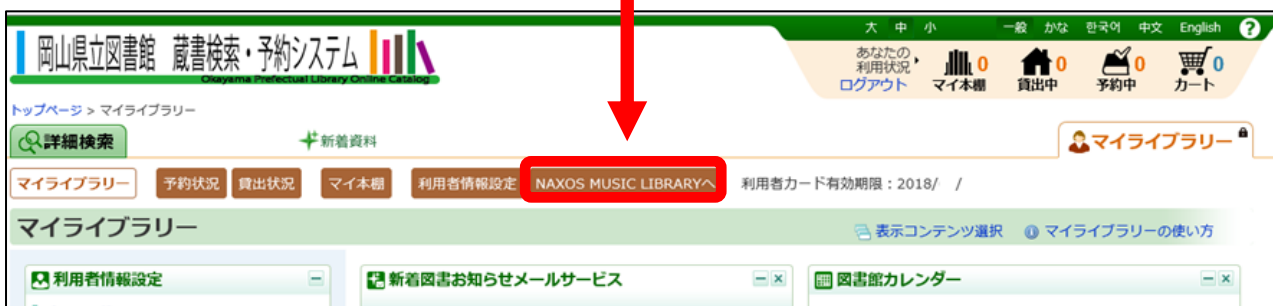 大 中 小 一般 かな 한국어 中文 English ?
岡山県立図書館 蔵書検索・予約システム
Okayama Prefectual Library Online Catalog
あなたの利用状況 ログアウト
マイ本棚 0
貸出中 0
予約中 0
カート 0
トップページ > マイライブラリー
詳細検索 新着資料 マイライブラリー
マイライブラリー 予約状況 貸出状況 マイ本棚 利用者情報設定 NAXOS MUSIC LIBRARYへ 利用者カード有効期限：2018/ /
マイライブラリー 表示コンテンツ選択 マイライブラリーの使い方
利用者情報設定 新着図書お知らせメールサービス 図書館カレンダー